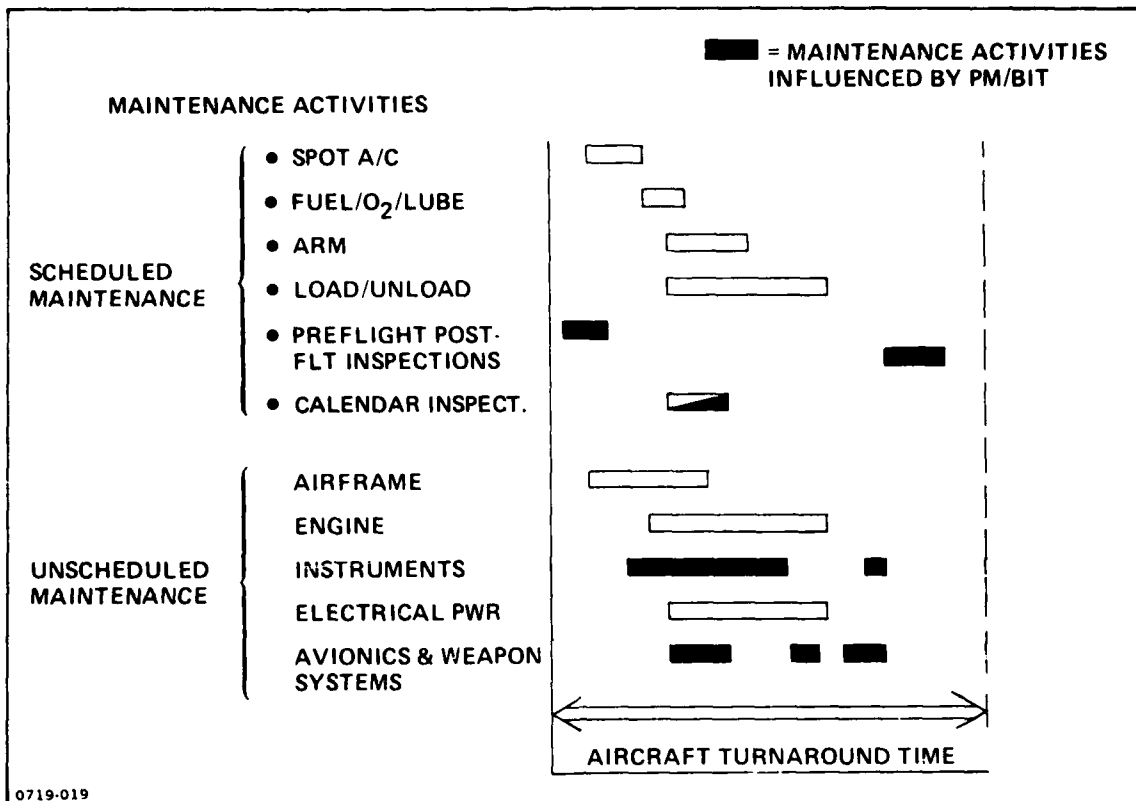 = MAINTENANCE ACTIVITIES
INFLUENCED BY PM/BIT
MAINTENANCE ACTIVITIES
SCHEDULED
MAINTENANCE
• SPOT A/C
• FUEL/O₂/LUBE
• ARM
• LOAD/UNLOAD
• PREFLIGHT POST-
FLT INSPECTIONS
• CALENDAR INSPECT.
UNSCHEDULED
MAINTENANCE
AIRFRAME
ENGINE
INSTRUMENTS
ELECTRICAL PWR
AVIONICS & WEAPON
SYSTEMS
AIRCRAFT TURNAROUND TIME
0719-019